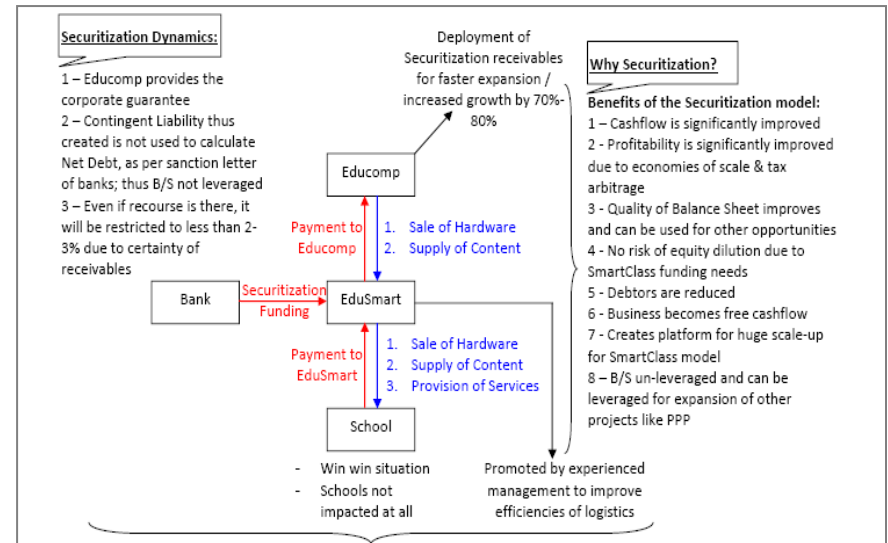 Securitization Dynamics:
1 – Educomp provides the
corporate guarantee
2 – Contingent Liability thus
created is not used to calculate
Net Debt, as per sanction letter
of banks; thus B/S not leveraged
3 – Even if recourse is there, it
will be restricted to less than 2-
3% due to certainty of
receivables
Deployment of
Securitization receivables
for faster expansion /
increased growth by 70%-
80%
Why Securitization?
Benefits of the Securitization model:
1 – Cashflow is significantly improved
2 - Profitability is significantly improved
due to economies of scale & tax
arbitrage
3 - Quality of Balance Sheet improves
and can be used for other opportunities
4 - No risk of equity dilution due to
SmartClass funding needs
5 - Debtors are reduced
6 - Business becomes free cashflow
7 - Creates platform for huge scale-up
for SmartClass model
8 – B/S un-leveraged and can be
leveraged for expansion of other
projects like PPP
Educomp
Payment to
Educomp
1. Sale of Hardware
2. Supply of Content
Bank
Securitization
Funding
EduSmart
Payment to
EduSmart
1. Sale of Hardware
2. Supply of Content
3. Provision of Services
School
- Win win situation
- Schools not
impacted at all
Promoted by experienced
management to improve
efficiencies of logistics